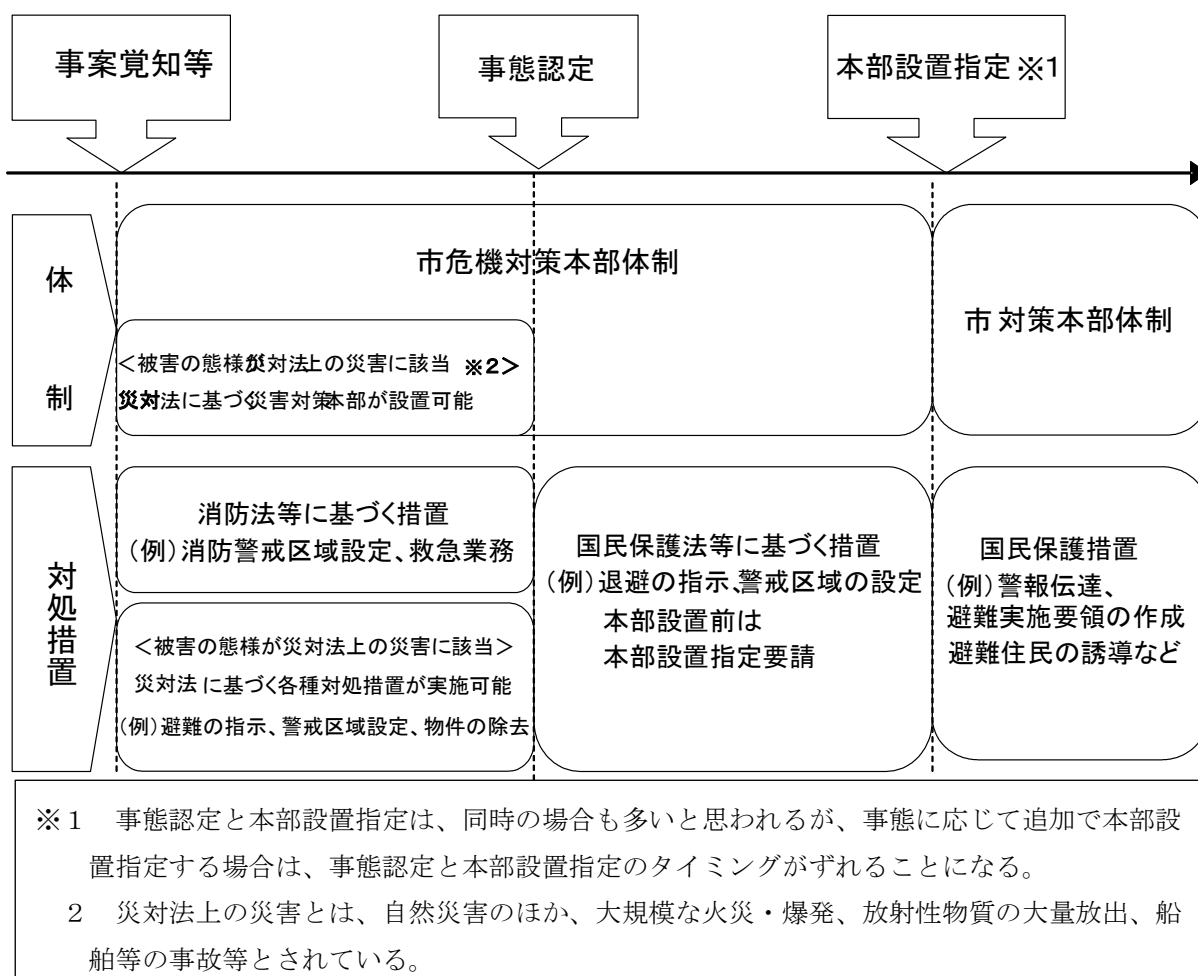 事案覚知等
事態認定
本部設置指定※1
体制
市危機対策本部体制
市対策本部体制
＜被害の態様が災対法上の災害に該当 ※2＞
災対法に基づく災害対策本部が設置可能
対処措置
消防法等に基づく措置
（例）消防警戒区域設定、救急業務
＜被害の態様が災対法上の災害に該当＞
災対法に基づく各種対処措置が実施可能
（例）避難の指示、警戒区域設定、物件の除去
国民保護法等に基づく措置
（例）退避の指示、警戒区域の設定
本部設置前は
本部設置指定要請
国民保護措置
（例）警報伝達、
避難実施要領の作成
避難住民の誘導など
※１　事態認定と本部設置指定は、同時の場合も多いと思われるが、事態に応じて追加で本部設
置指定する場合は、事態認定と本部設置指定のタイミングがずれることになる。
２　災対法上の災害とは、自然災害のほか、大規模な火災・爆発、放射性物質の大量放出、船
舶等の事故等とされている。